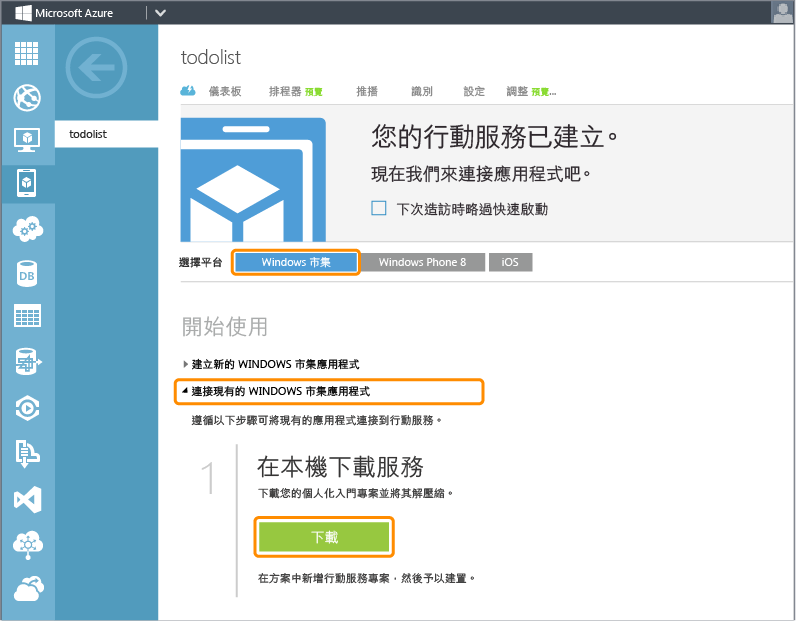 Microsoft Azure
todolist
儀表板 排程器 預覽 推播 識別 設定 調整 預覽...
todolist
您的行動服務已建立。
現在我們來連接應用程式吧。
下次造訪時略過快速啟動
選擇平台 Windows 市集 Windows Phone 8 iOS
開始使用
建立新的 WINDOWS 市集應用程式
連接現有的 WINDOWS 市集應用程式
遵循以下步驟可將現有的應用程式連接到行動服務。
1 在本機下載服務
下載您的個人化入門專案並將其解壓縮。
下載
在方案中新增行動服務專案，然後予以建置。
DB